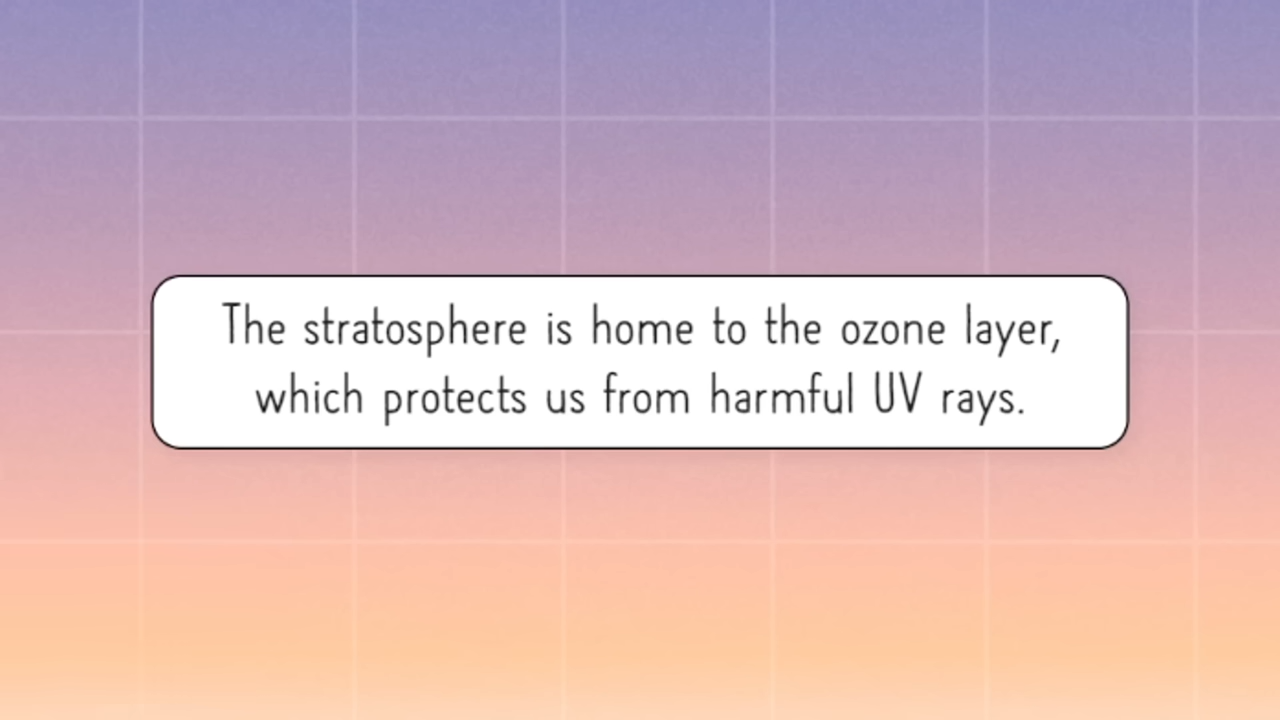 The stratosphere is home to the ozone layer,
which protects us from harmful UV rays.